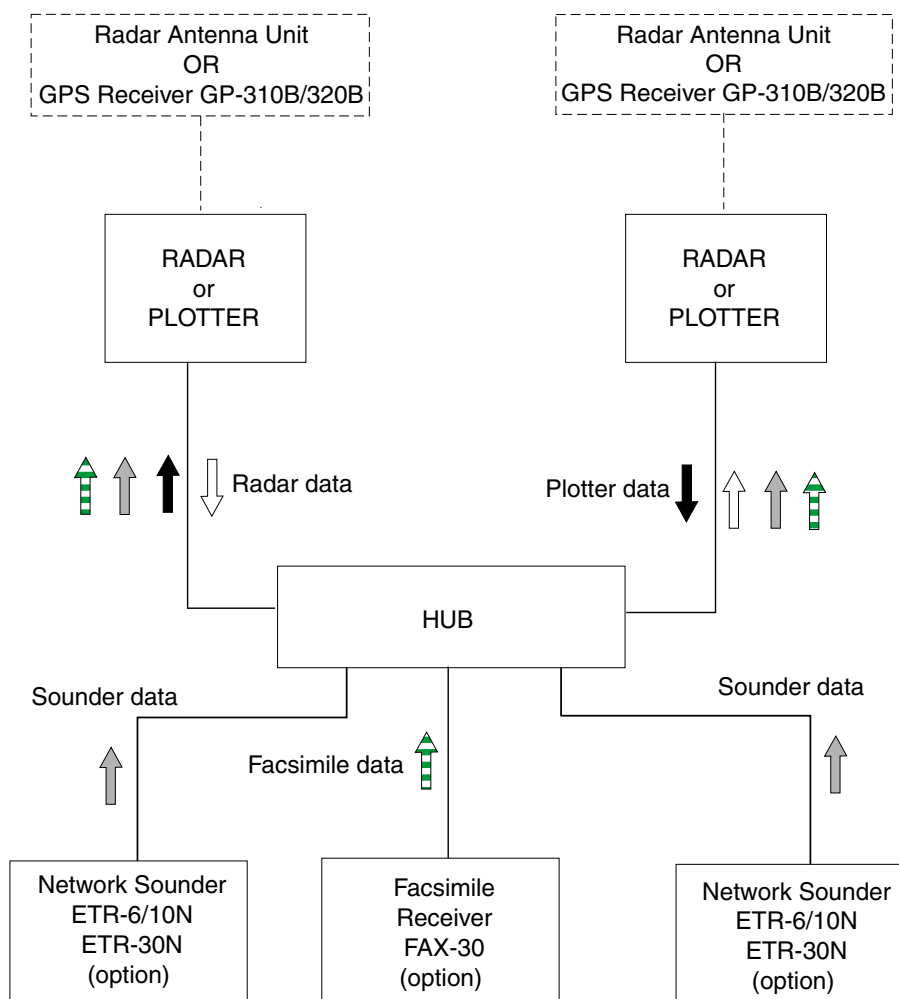 Radar Antenna Unit
OR
GPS Receiver GP-310B/320B
Radar Antenna Unit
OR
GPS Receiver GP-310B/320B
RADAR
or
PLOTTER
RADAR
or
PLOTTER
Radar data
Plotter data
HUB
Sounder data
Sounder data
Facsimile data
Network Sounder
ETR-6/10N
ETR-30N
(option)
Facsimile
Receiver
FAX-30
(option)
Network Sounder
ETR-6/10N
ETR-30N
(option)